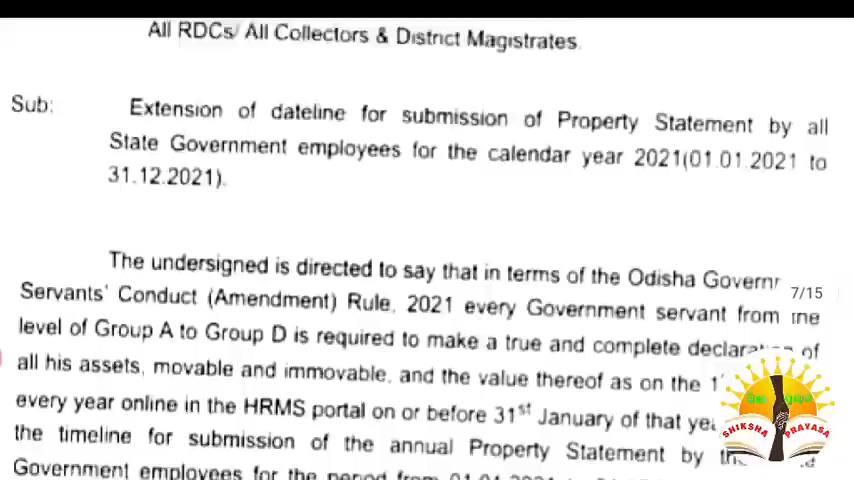 All RDCs/ All Collectors & District Magistrates.
Sub: Extension of dateline for submission of Property Statement by all
State Government employees for the calendar year 2021(01.01.2021 to
31.12.2021).
The undersigned is directed to say that in terms of the Odisha
7/15
Servants' Conduct (Amendment) Rule, 2021 every Government servant from the
level of Group A to Group D is required to make a true and complete of
all his assets, movable and immovable, and the value thereof as on the
every year online in the HRMS portal on or before 31st January of that
the timeline for submission of the annual Property Statement by
Government employees for the period from
SHIKSHA PRAYASA